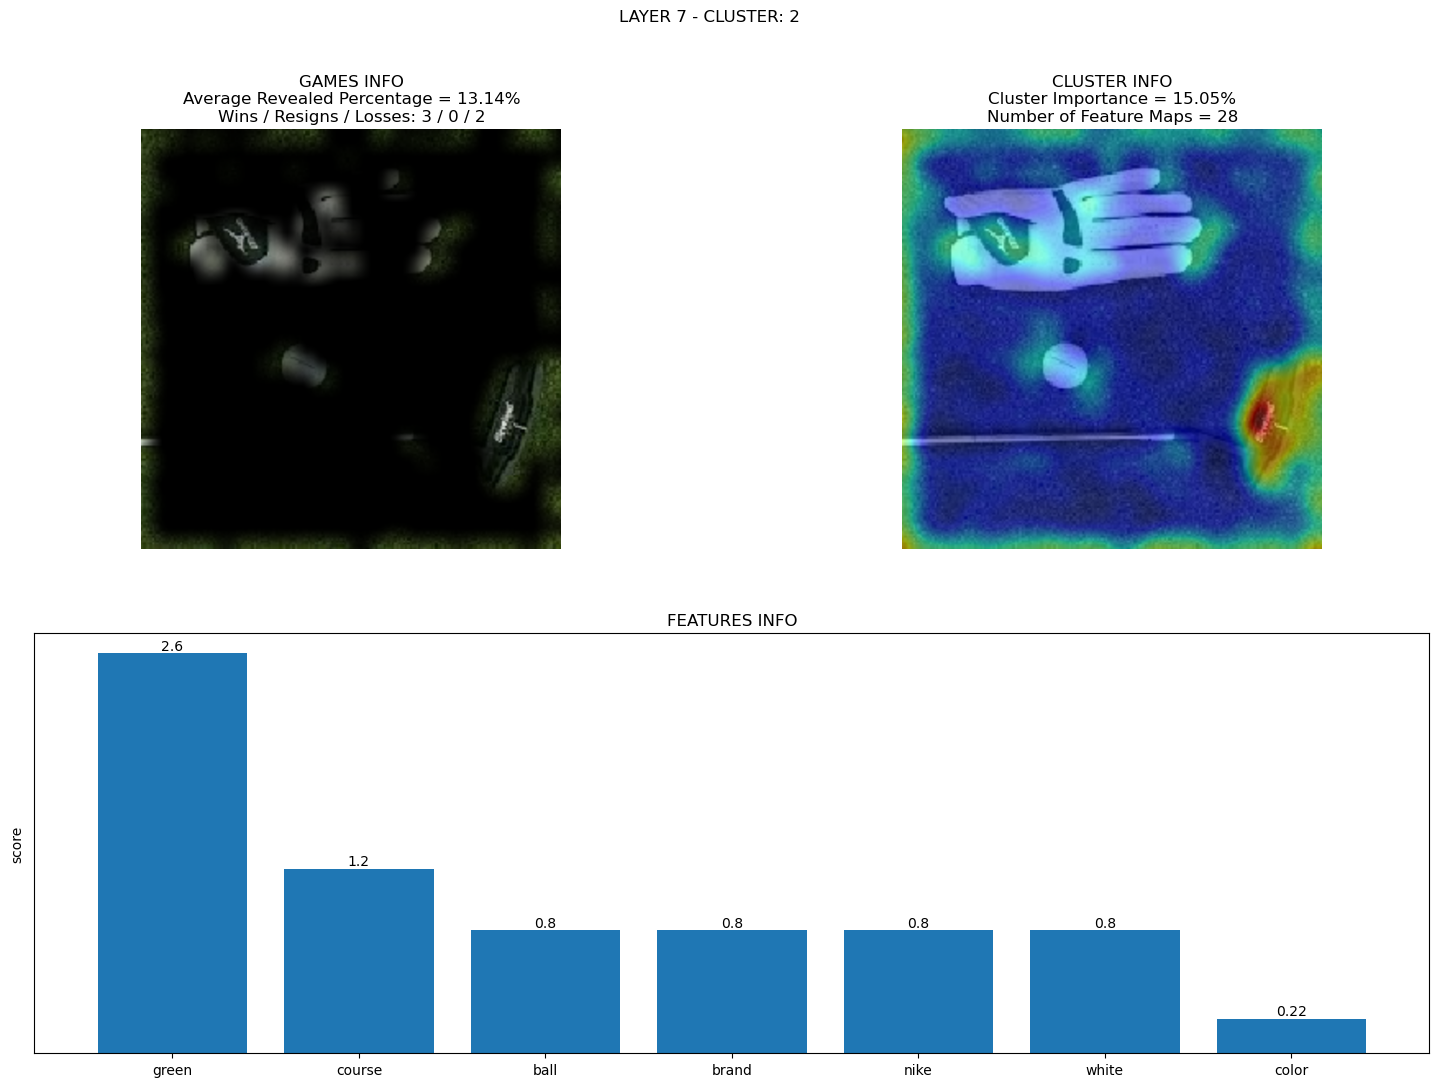 LAYER 7 - CLUSTER: 2
GAMES INFO
Average Revealed Percentage = 13.14%
Wins / Resigns / Losses: 3 / 0 / 2
CLUSTER INFO
Cluster Importance = 15.05%
Number of Feature Maps = 28
FEATURES INFO
score
2.6
1.2
0.8
0.8
0.8
0.8
0.22
green
course
ball
brand
nike
white
color